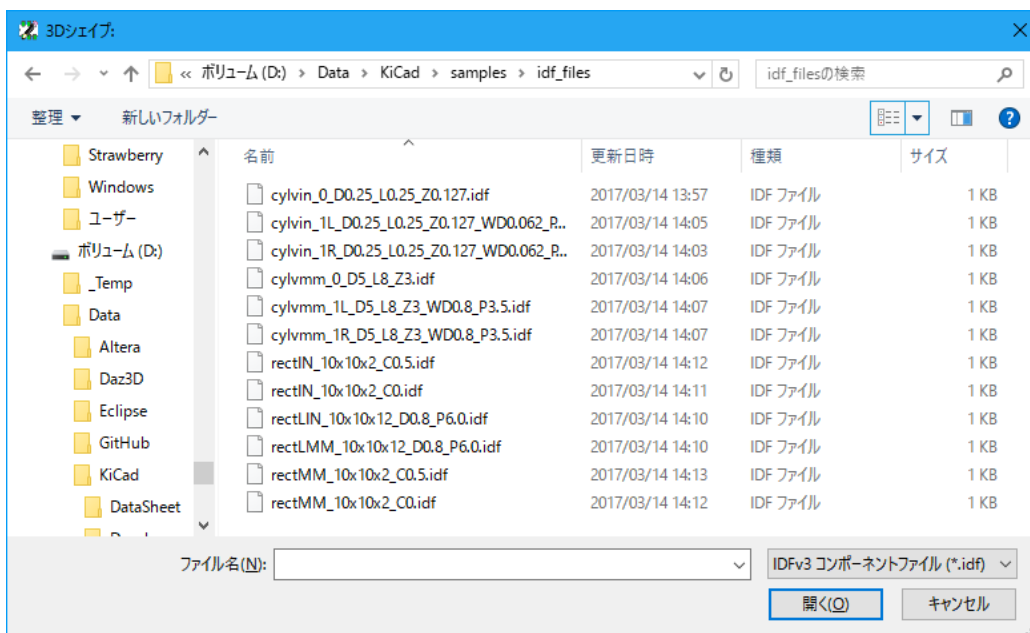 3Dシェイプ:
« ボリューム (D:) › Data › KiCad › samples › idf_files
idf_filesの検索
整理 新しいフォルダー
名前 更新日時 種類 サイズ
Strawberry
Windows
ユーザー
ボリューム (D:)
_Temp
Data
Altera
Daz3D
Eclipse
GitHub
KiCad
DataSheet
cylvin_0_D0.25_L0.25_Z0.127.idf 2017/03/14 13:57 IDF ファイル 1 KB
cylvin_1L_D0.25_L0.25_Z0.127_WD0.062_P... 2017/03/14 14:05 IDF ファイル 1 KB
cylvin_1R_D0.25_L0.25_Z0.127_WD0.062_P... 2017/03/14 14:03 IDF ファイル 1 KB
cylvmm_0_D5_L8_Z3.idf 2017/03/14 14:06 IDF ファイル 1 KB
cylvmm_1L_D5_L8_Z3_WD0.8_P3.5.idf 2017/03/14 14:07 IDF ファイル 1 KB
cylvmm_1R_D5_L8_Z3_WD0.8_P3.5.idf 2017/03/14 14:07 IDF ファイル 1 KB
rectIN_10x10x2_C0.5.idf 2017/03/14 14:12 IDF ファイル 1 KB
rectIN_10x10x2_C0.idf 2017/03/14 14:11 IDF ファイル 1 KB
rectLIN_10x10x12_D0.8_P6.0.idf 2017/03/14 14:10 IDF ファイル 1 KB
rectLMM_10x10x12_D0.8_P6.0.idf 2017/03/14 14:10 IDF ファイル 1 KB
rectMM_10x10x2_C0.5.idf 2017/03/14 14:13 IDF ファイル 1 KB
rectMM_10x10x2_C0.idf 2017/03/14 14:12 IDF ファイル 1 KB
ファイル名(N): IDFv3 コンポーネントファイル (*.idf)
開く(O) キャンセル